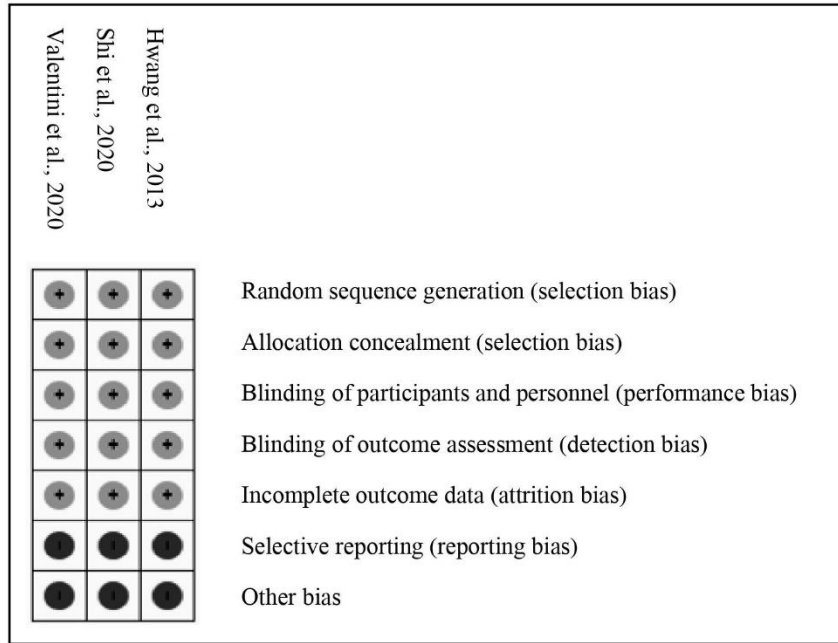 Valentini et al., 2020
Shi et al., 2020
Hwang et al., 2013
+ + + Random sequence generation (selection bias)
+ + + Allocation concealment (selection bias)
+ + + Blinding of participants and personnel (performance bias)
+ + + Blinding of outcome assessment (detection bias)
+ + + Incomplete outcome data (attrition bias)
- - - Selective reporting (reporting bias)
- - - Other bias